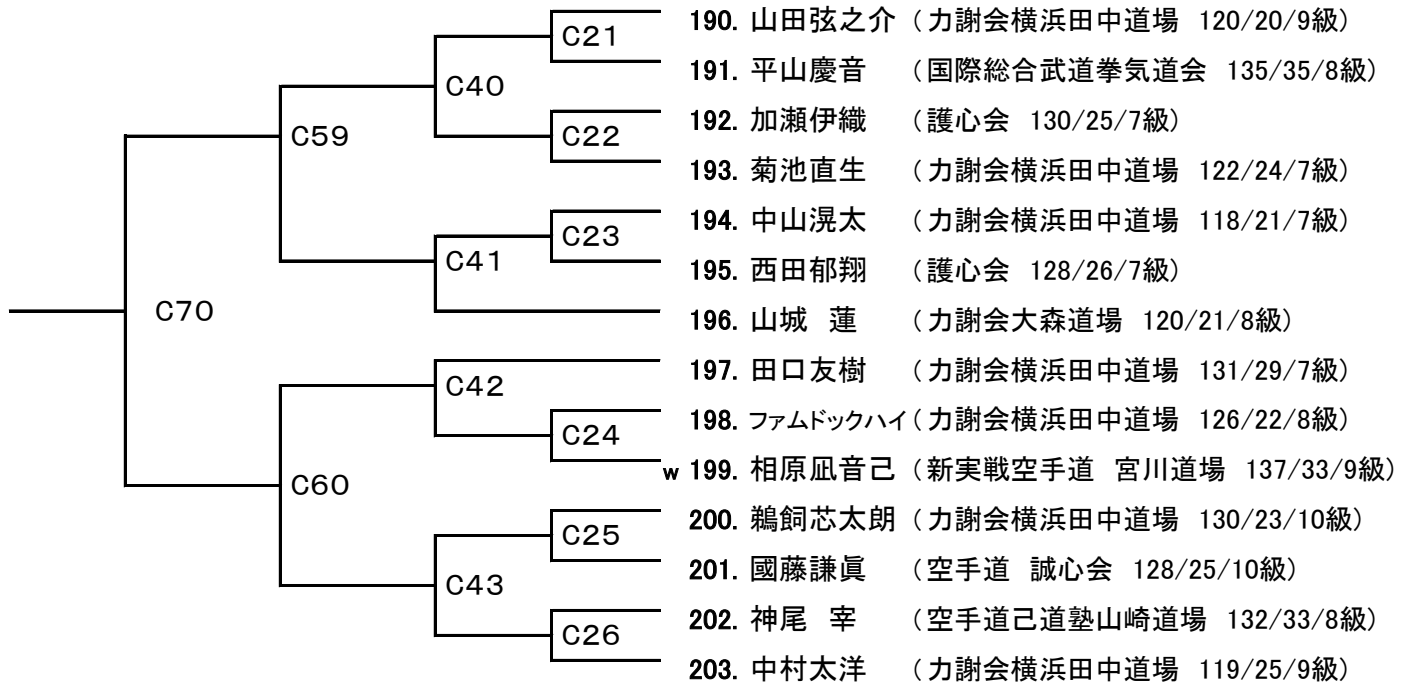 190. 山田弦之介 （力謝会横浜田中道場 120/20/9級）
C21
191. 平山慶音 （国際総合武道拳気道会 135/35/8級）
C40
192. 加瀬伊織 （護心会 130/25/7級）
C59
C22
193. 菊池直生 （力謝会横浜田中道場 122/24/7級）
194. 中山滉太 （力謝会横浜田中道場 118/21/7級）
C23
C41
195. 西田郁翔 （護心会 128/26/7級）
C70
196. 山城 蓮 （力謝会大森道場 120/21/8級）
197. 田口友樹 （力謝会横浜田中道場 131/29/7級）
C42
198. ファムドックハイ （力謝会横浜田中道場 126/22/8級）
C24
w 199. 相原凪音己 （新実戦空手道 宮川道場 137/33/9級）
C60
200. 鵜飼芯太朗 （力謝会横浜田中道場 130/23/10級）
C25
201. 國藤謙眞 （空手道 誠心会 128/25/10級）
C43
202. 神尾 宰 （空手道己道塾山崎道場 132/33/8級）
C26
203. 中村太洋 （力謝会横浜田中道場 119/25/9級）